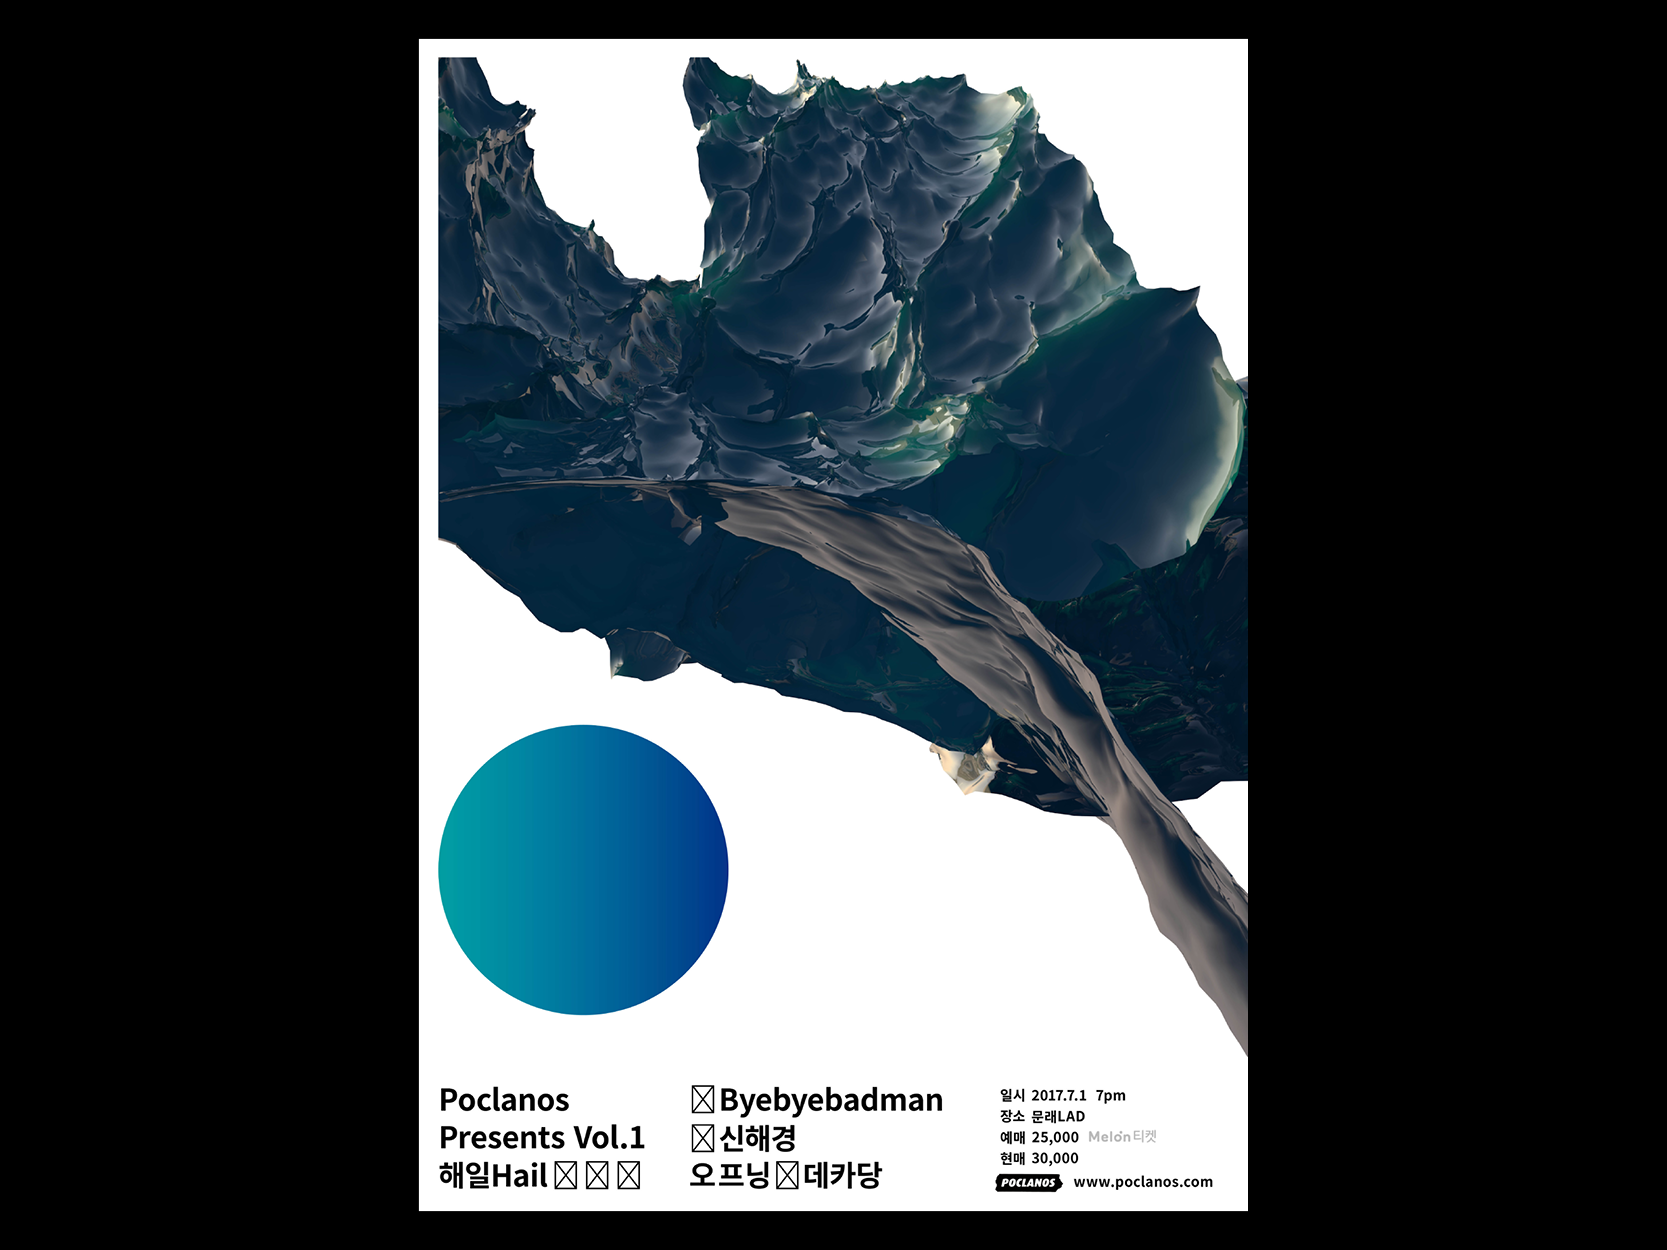 Poclanos
Presents Vol.1
해일Hail☒☒☒
☒Byebyebadman
☒신해경
오프닝☒데카당
일시 2017.7.1 7pm
장소 문래LAD
예매 25,000 Melon티켓
현매 30,000
POCLANOS www.poclanos.com